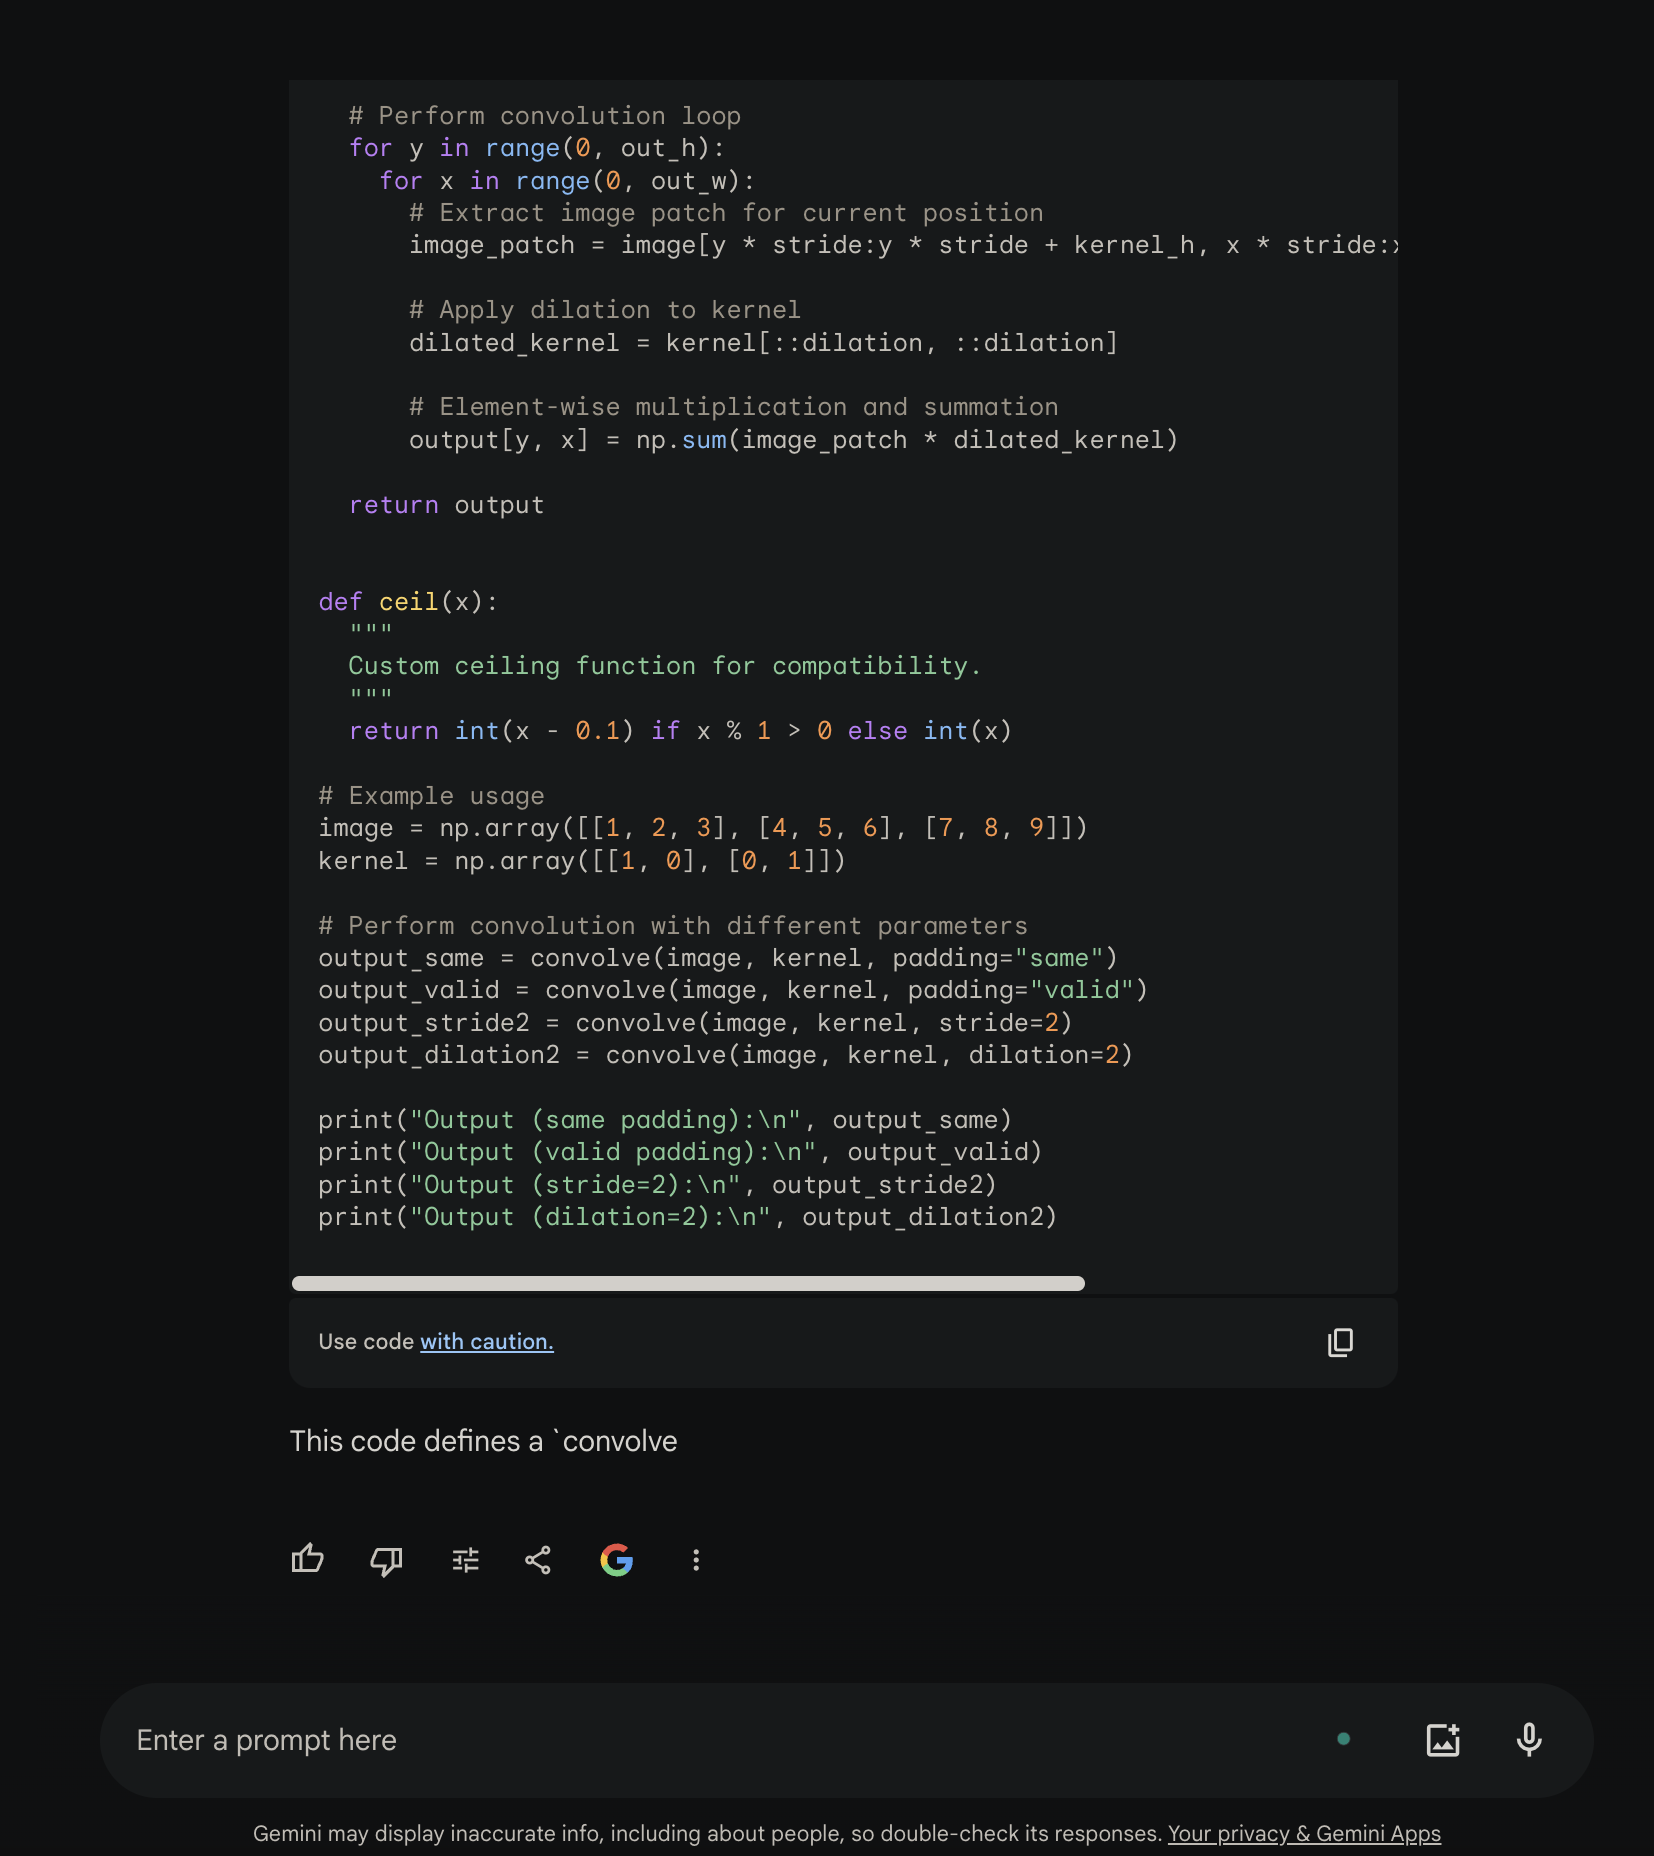 # Perform convolution loop
for y in range(0, out_h):
for x in range(0, out_w):
# Extract image patch for current position
image_patch = image[y * stride:y * stride + kernel_h, x * stride:x
# Apply dilation to kernel
dilated_kernel = kernel[::dilation, ::dilation]
# Element-wise multiplication and summation
output[y, x] = np.sum(image_patch * dilated_kernel)
return output
def ceil(x):
"""
Custom ceiling function for compatibility.
"""
return int(x - 0.1) if x % 1 > 0 else int(x)
# Example usage
image = np.array([[1, 2, 3], [4, 5, 6], [7, 8, 9]])
kernel = np.array([[1, 0], [0, 1]])
# Perform convolution with different parameters
output_same = convolve(image, kernel, padding="same")
output_valid = convolve(image, kernel, padding="valid")
output_stride2 = convolve(image, kernel, stride=2)
output_dilation2 = convolve(image, kernel, dilation=2)
print("Output (same padding):\n", output_same)
print("Output (valid padding):\n", output_valid)
print("Output (stride=2):\n", output_stride2)
print("Output (dilation=2):\n", output_dilation2)
Use code with caution.
This code defines a `convolve
Enter a prompt here
Gemini may display inaccurate info, including about people, so double-check its responses. Your privacy & Gemini Apps